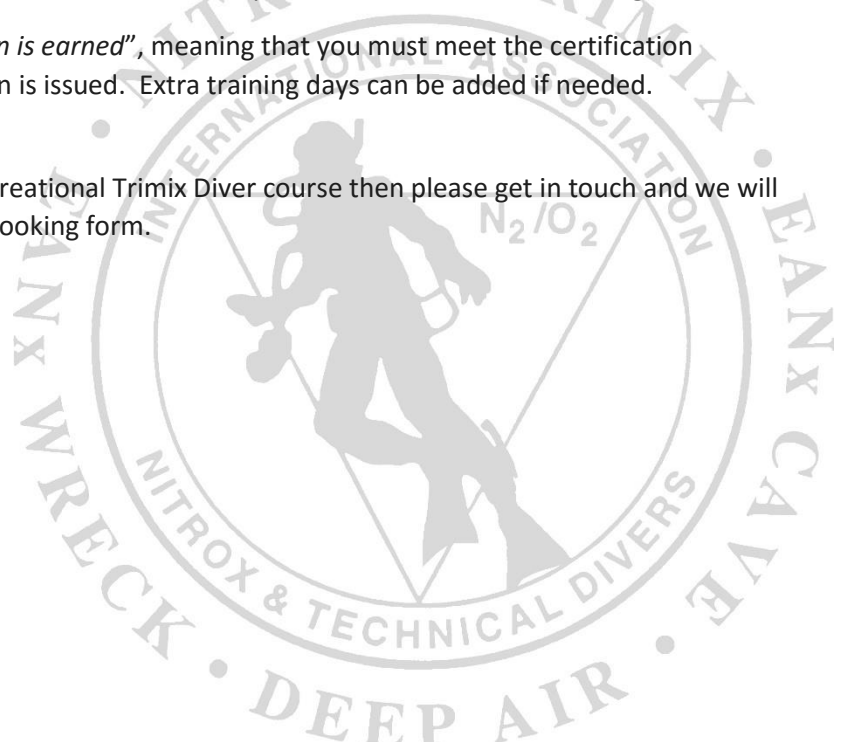 n is earned”, meaning that you must meet the certification
n is issued. Extra training days can be added if needed.
reational Trimix Diver course then please get in touch and we will
ooking form.
INTERNATIONAL ASSOCIATION
N₂/O₂
NITROX & TECHNICAL DIVERS
EANx WRECK • DEEP AIR • EANx CAVE